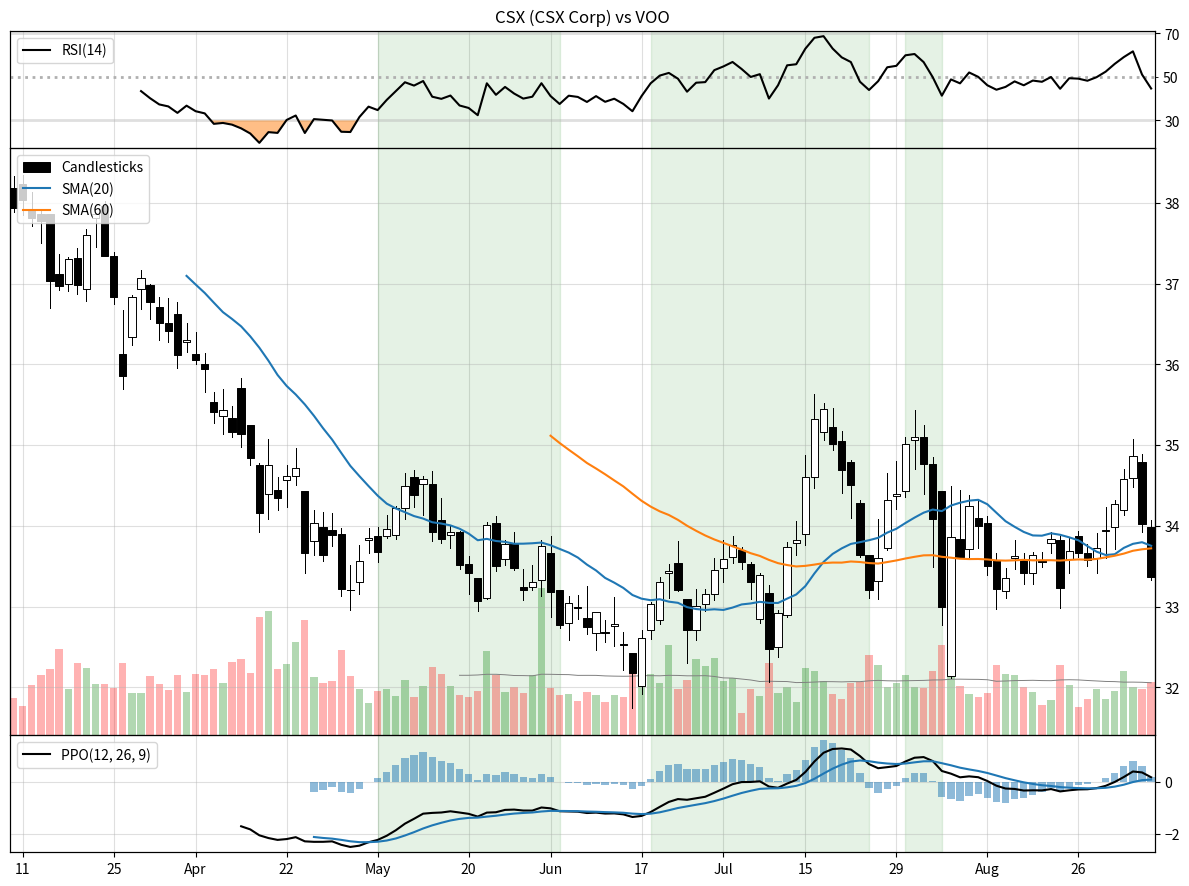 CSX (CSX Corp) vs VOO
RSI(14)
70
50
30
Candlesticks
SMA(20)
SMA(60)
38
37
36
35
34
33
32
PPO(12, 26, 9)
0
−2
11 25 Apr 22 May 20 Jun 17 Jul 15 29 Aug 26